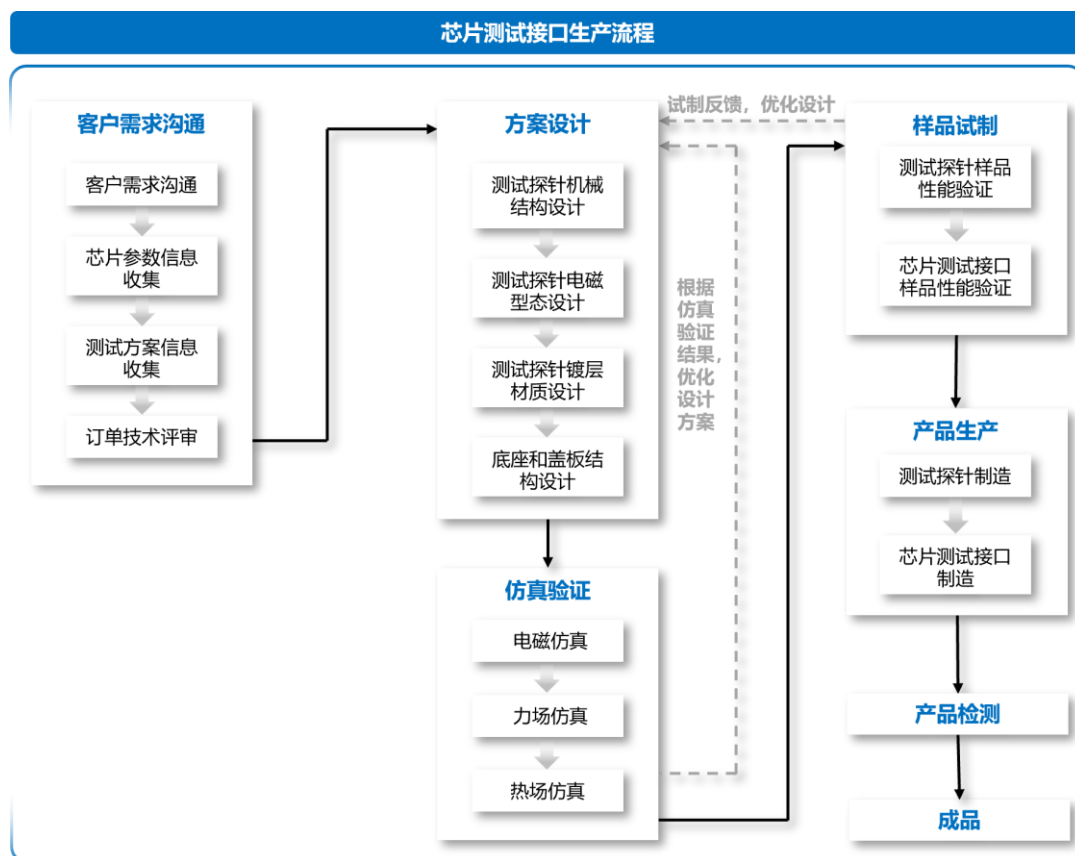 芯片测试接口生产流程
客户需求沟通
客户需求沟通
芯片参数信息
收集
测试方案信息
收集
订单技术评审
方案设计
测试探针机械
结构设计
测试探针电磁
型态设计
测试探针镀层
材质设计
底座和盖板结
构设计
仿真验证
电磁仿真
力场仿真
热场仿真
试制反馈，优化设计
根据
仿真
验证
结果，
优化
设计
方案
样品试制
测试探针样品
性能验证
芯片测试接口
样品性能验证
产品生产
测试探针制造
芯片测试接口
制造
产品检测
成品